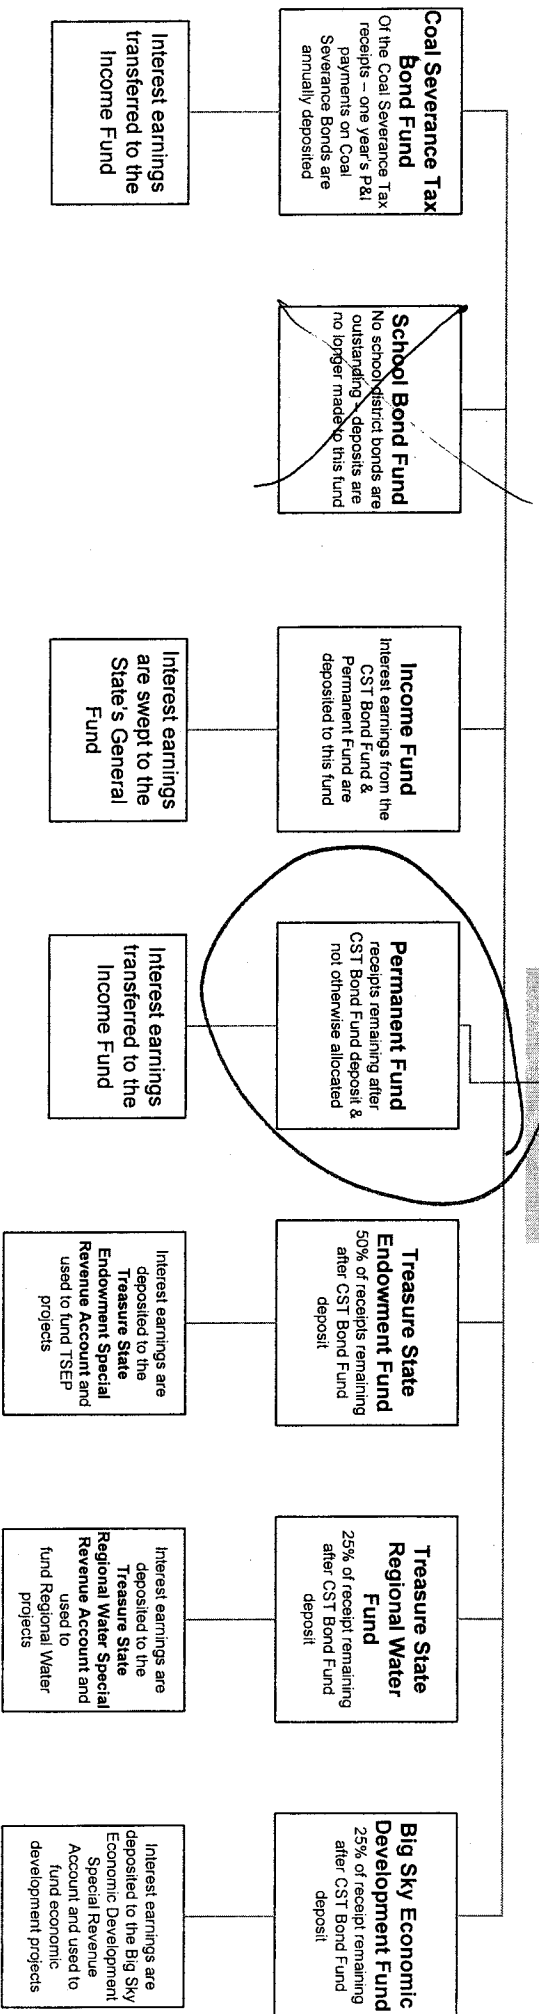 Coal Severance Tax
Bond Fund
Of the Coal Severance Tax
receipts – one year's P&I
payments on Coal
Severance Bonds are
annually deposited
Interest earnings
transferred to the
Income Fund
School Bond Fund
No school district bonds are
outstanding – deposits are
no longer made to this fund
Income Fund
Interest earnings from the
CST Bond Fund &
Permanent Fund are
deposited to this fund
Interest earnings
are swept to the
State's General
Fund
Permanent Fund
receipts remaining after
CST Bond Fund deposit &
not otherwise allocated
Interest earnings
transferred to the
Income Fund
Treasure State
Endowment Fund
50% of receipts remaining
after CST Bond Fund
deposit
Interest earnings are
deposited to the
Treasure State
Endowment Special
Revenue Account and
used to fund TSEP
projects
Treasure State
Regional Water
Fund
25% of receipt remaining
after CST Bond Fund
deposit
Interest earnings are
deposited to the
Treasure State
Regional Water Special
Revenue Account and
used to
fund Regional Water
projects
Big Sky Economic
Development Fund
25% of receipt remaining
after CST Bond Fund
deposit
Interest earnings are
deposited to the Big Sky
Economic Development
Special Revenue
Account and used to
fund economic
development projects